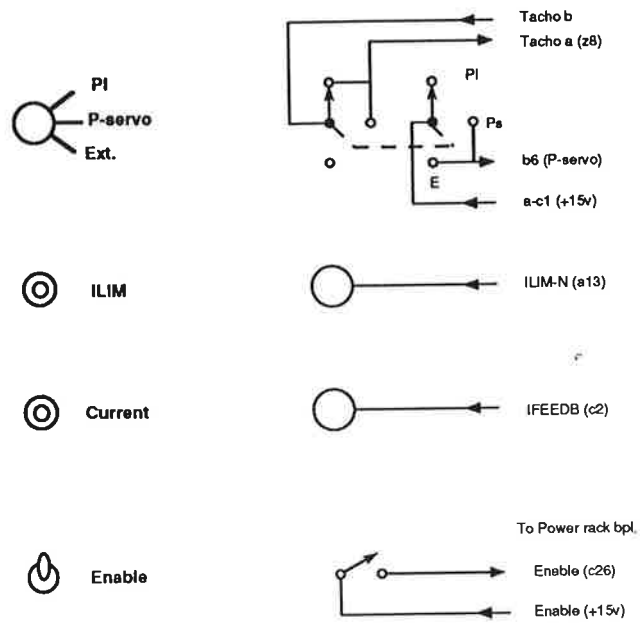 Tacho b
Tacho a (z8)
PI
PI
P-servo
Ps
Ext.
b6 (P-servo)
E
a-c1 (+15v)
ILIM
ILIM-N (a13)
Current
IFEEDB (c2)
To Power rack bpl.
Enable
Enable (c26)
Enable (+15v)